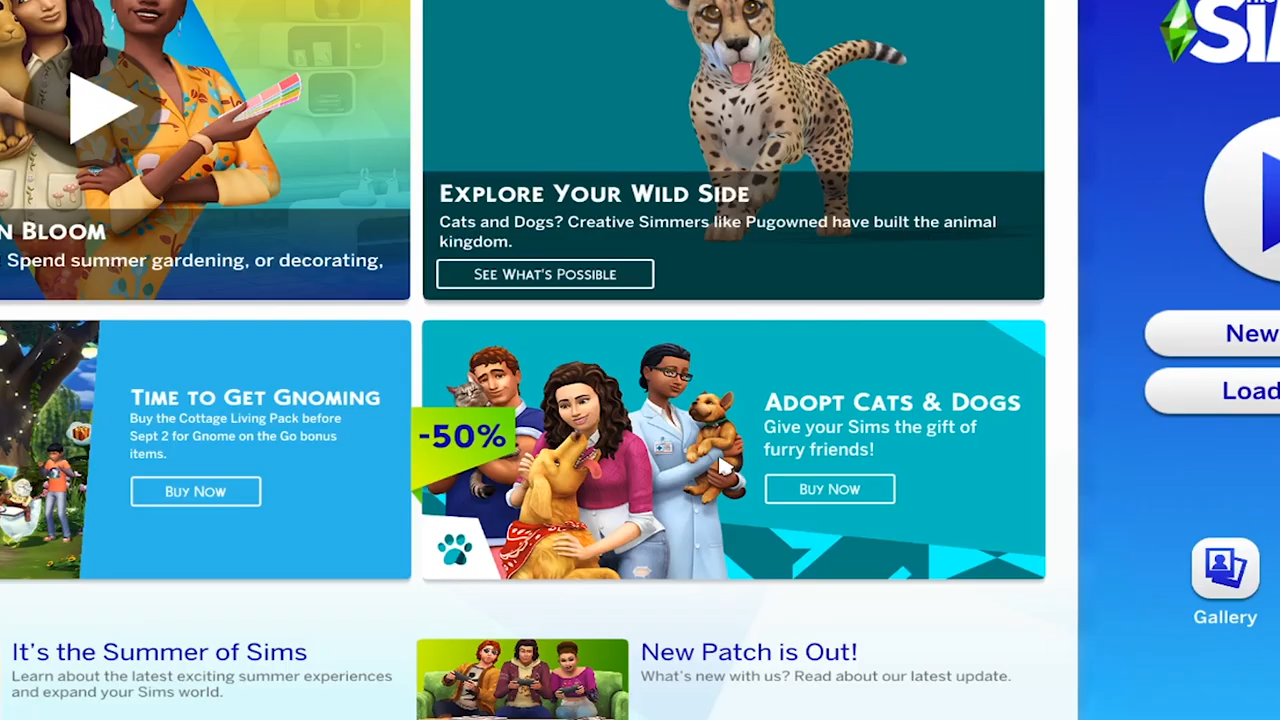 N BLOOM
Spend summer gardening, or decorating,
EXPLORE YOUR WILD SIDE
Cats and Dogs? Creative Simmers like Pugowned have built the animal
kingdom.
SEE WHAT'S POSSIBLE
TIME TO GET GNOMING
Buy the Cottage Living Pack before
Sept 2 for Gnome on the Go bonus
items.
BUY NOW
-50%
ADOPT CATS & DOGS
Give your Sims the gift of
furry friends!
BUY NOW
It's the Summer of Sims
Learn about the latest exciting summer experiences
and expand your Sims world.
New Patch is Out!
What's new with us? Read about our latest update.
New
Load
Gallery